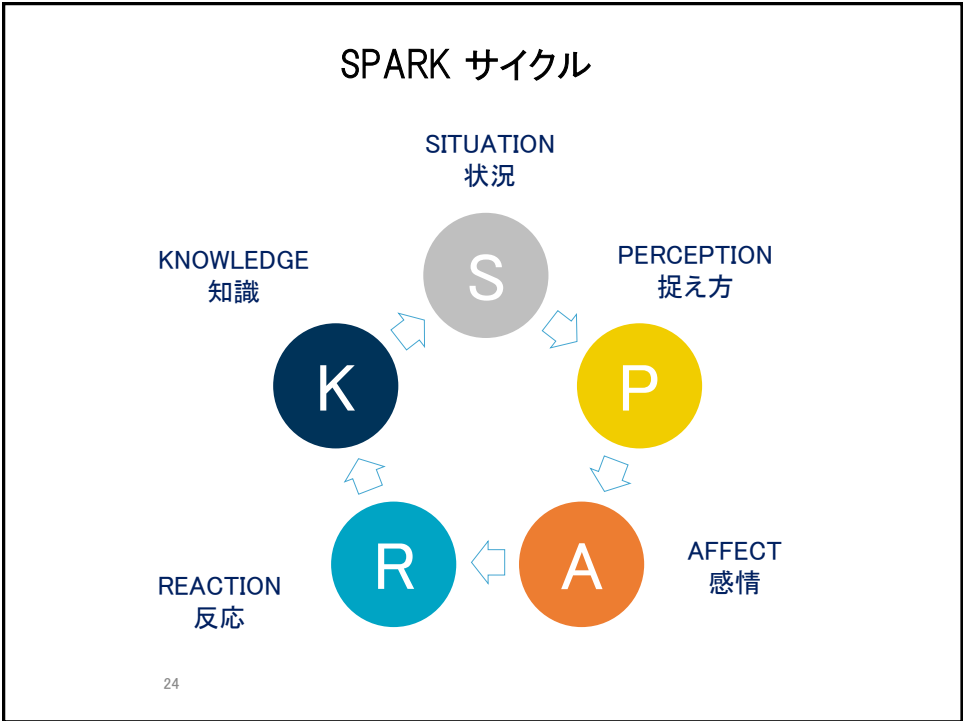 SPARK サイクル
SITUATION
状況
S
PERCEPTION
捉え方
P
AFFECT
感情
A
REACTION
反応
R
KNOWLEDGE
知識
K
24